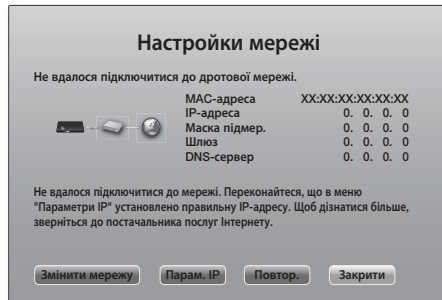 Настройки мережі
Не вдалося підключитися до дротової мережі.
МАС-адреса XX:XX:XX:XX:XX:XX
IP-адреса 0. 0. 0. 0
Маска підмер. 0. 0. 0. 0
Шлюз 0. 0. 0. 0
DNS-сервер 0. 0. 0. 0
Не вдалося підключитися до мережі. Переконайтеся, що в меню
"Параметри IP" установлено правильну IP-адресу. Щоб дізнатися більше,
зверніться до постачальника послуг Інтернету.
Змінити мережу Парам. IP Повтор. Закрити